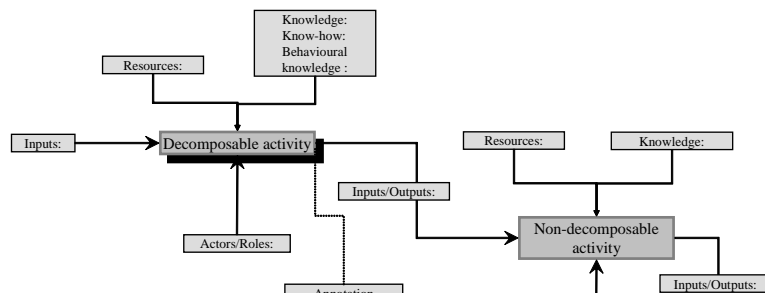 Knowledge:
Know-how:
Behavioural
knowledge :
Resources:
Inputs:
Decomposable activity
Resources:
Knowledge:
Inputs/Outputs:
Actors/Roles:
Non-decomposable
activity
Inputs/Outputs:
Annotation